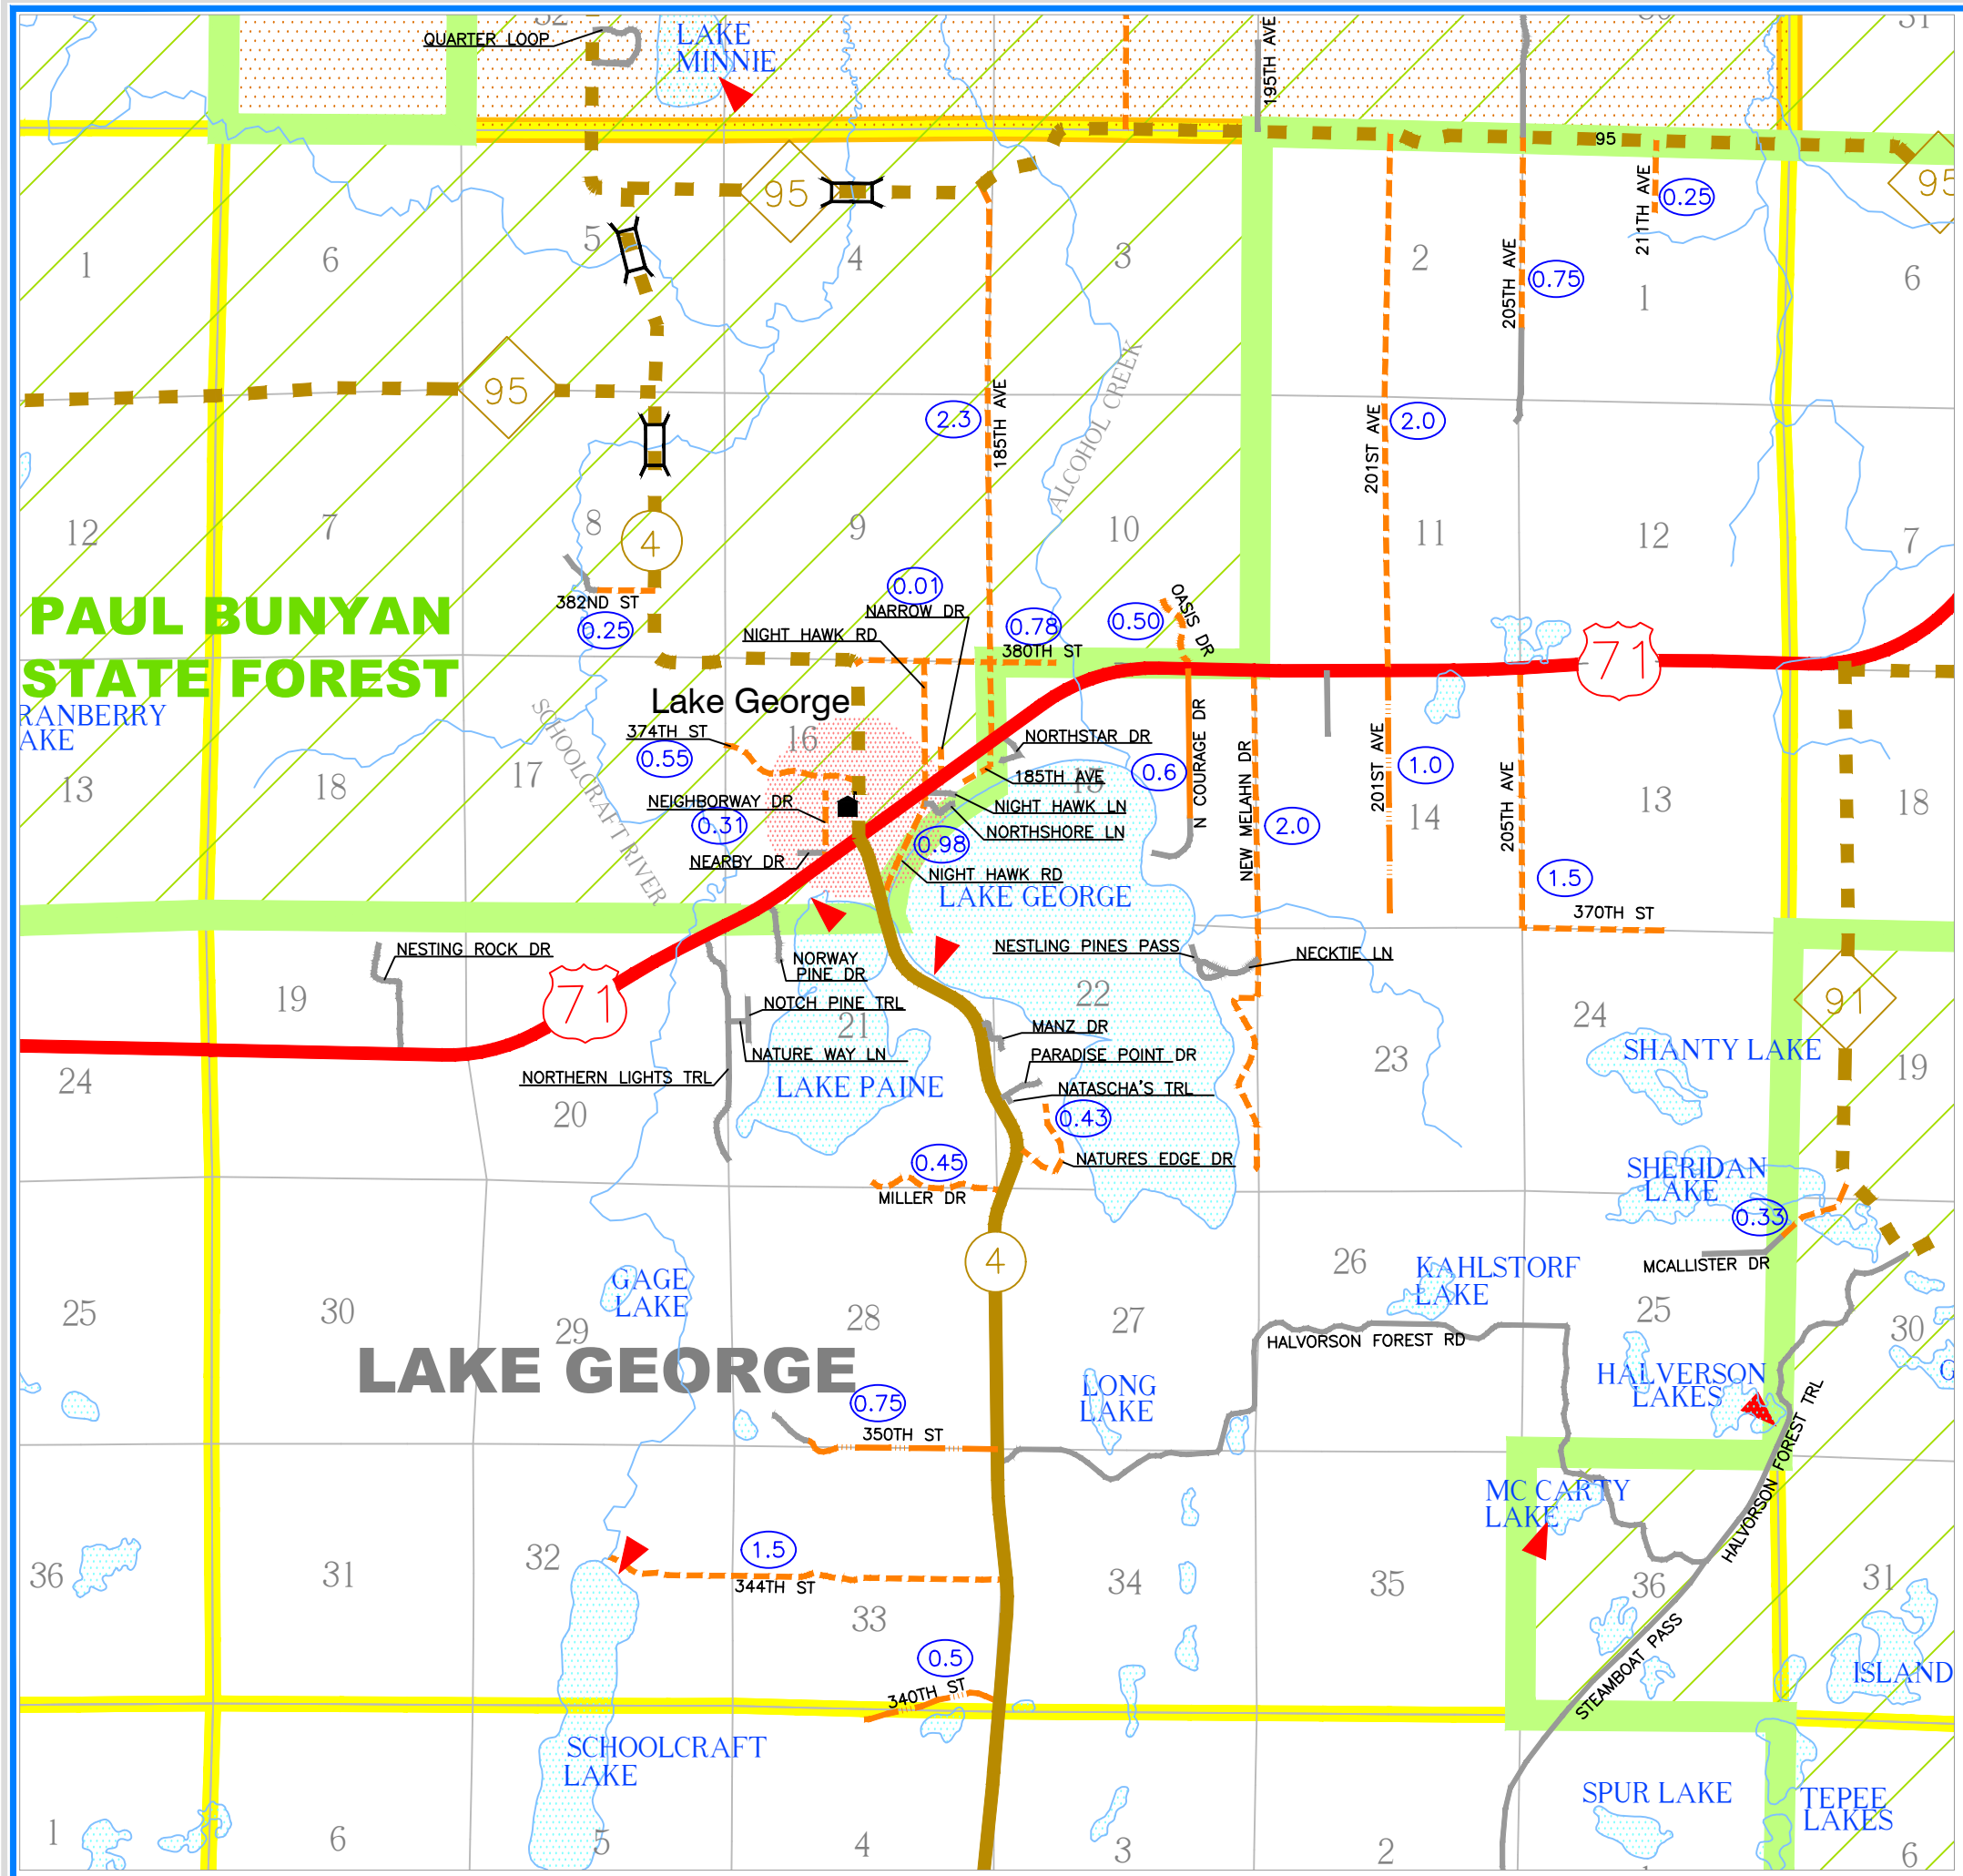 32
QUARTER LOOP
LAKE
MINNIE
195TH AVE
31
95
95
95
211TH AVE
0.25
1
6
5
4
3
2
205TH AVE
0.75
1
6
95
2.3
185TH AVE
ALCOHOL CREEK
201ST AVE
2.0
12
7
8
4
9
10
11
12
7
382ND ST
0.25
PAUL BUNYAN
STATE FOREST
0.01
NARROW DR
NIGHT HAWK RD
0.78
380TH ST
0.50
OASIS DR
71
RANBERRY
AKE
SCHOOLCRAFT RIVER
Lake George
374TH ST
16
0.55
NORTHSTAR DR
185TH AVE
15
0.6
N COURAGE DR
NEW MELAHN DR
201ST AVE
1.0
205TH AVE
13
18
17
NEIGHBORWAY DR
0.31
NIGHT HAWK LN
NORTHSHORE LN
2.0
14
13
18
NEARBY DR
0.98
NIGHT HAWK RD
LAKE GEORGE
1.5
370TH ST
NESTING ROCK DR
NORWAY
PINE DR
NESTLING PINES PASS
NECKTIE LN
19
71
NOTCH PINE TRL
21
22
91
24
MANZ DR
NATURE WAY LN
PARADISE POINT DR
23
SHANTY LAKE
19
24
NORTHERN LIGHTS TRL
LAKE PAINE
NATASCHA'S TRL
20
0.43
0.45
NATURES EDGE DR
MILLER DR
SHERIDAN
LAKE
0.33
MCALLISTER DR
4
26
GAGE
LAKE
KAHLSTORF
LAKE
25
30
29
28
27
25
30
HALVORSON FOREST RD
LAKE GEORGE
0.75
350TH ST
LONG
LAKE
HALVERSON
LAKES
G
HALVORSON FOREST TRL
MC CARTY
LAKE
36
31
32
1.5
344TH ST
33
34
35
36
31
0.5
340TH ST
STEAMBOAT PASS
ISLAND
SCHOOLCRAFT
LAKE
SPUR LAKE
TEPEE
LAKES
1
6
5
4
3
2
6